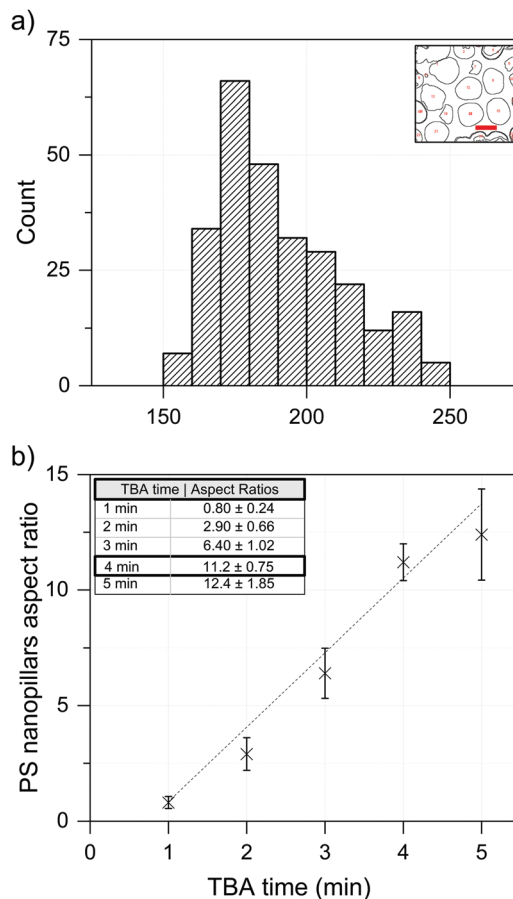 a)
75
50
25
0
Count
150
200
250
b)
15
10
5
0
PS nanopillars aspect ratio
TBA time | Aspect Ratios
1 min 0.80 ± 0.24
2 min 2.90 ± 0.66
3 min 6.40 ± 1.02
4 min 11.2 ± 0.75
5 min 12.4 ± 1.85
0 1 2 3 4 5
TBA time (min)